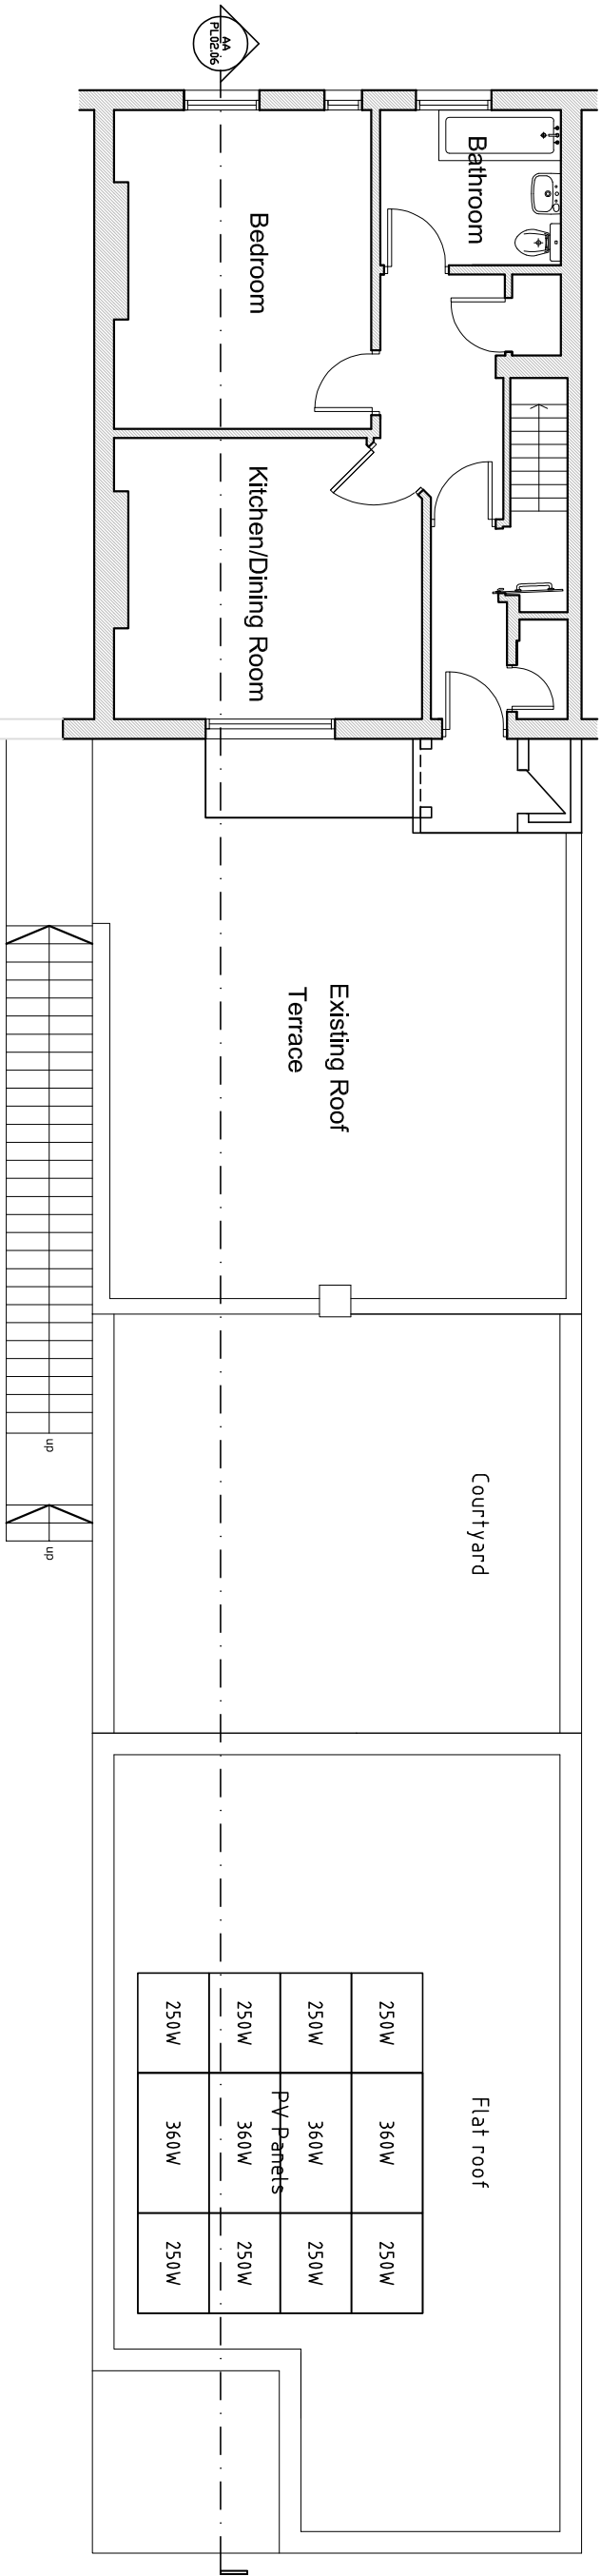 AA
PL02.06
Bathroom
Bedroom
Kitchen/Dining Room
Existing Roof
Terrace
up
up
Courtyard
Flat roof
PV Panels
250W
360W
250W
250W
360W
250W
250W
360W
250W
250W
360W
250W